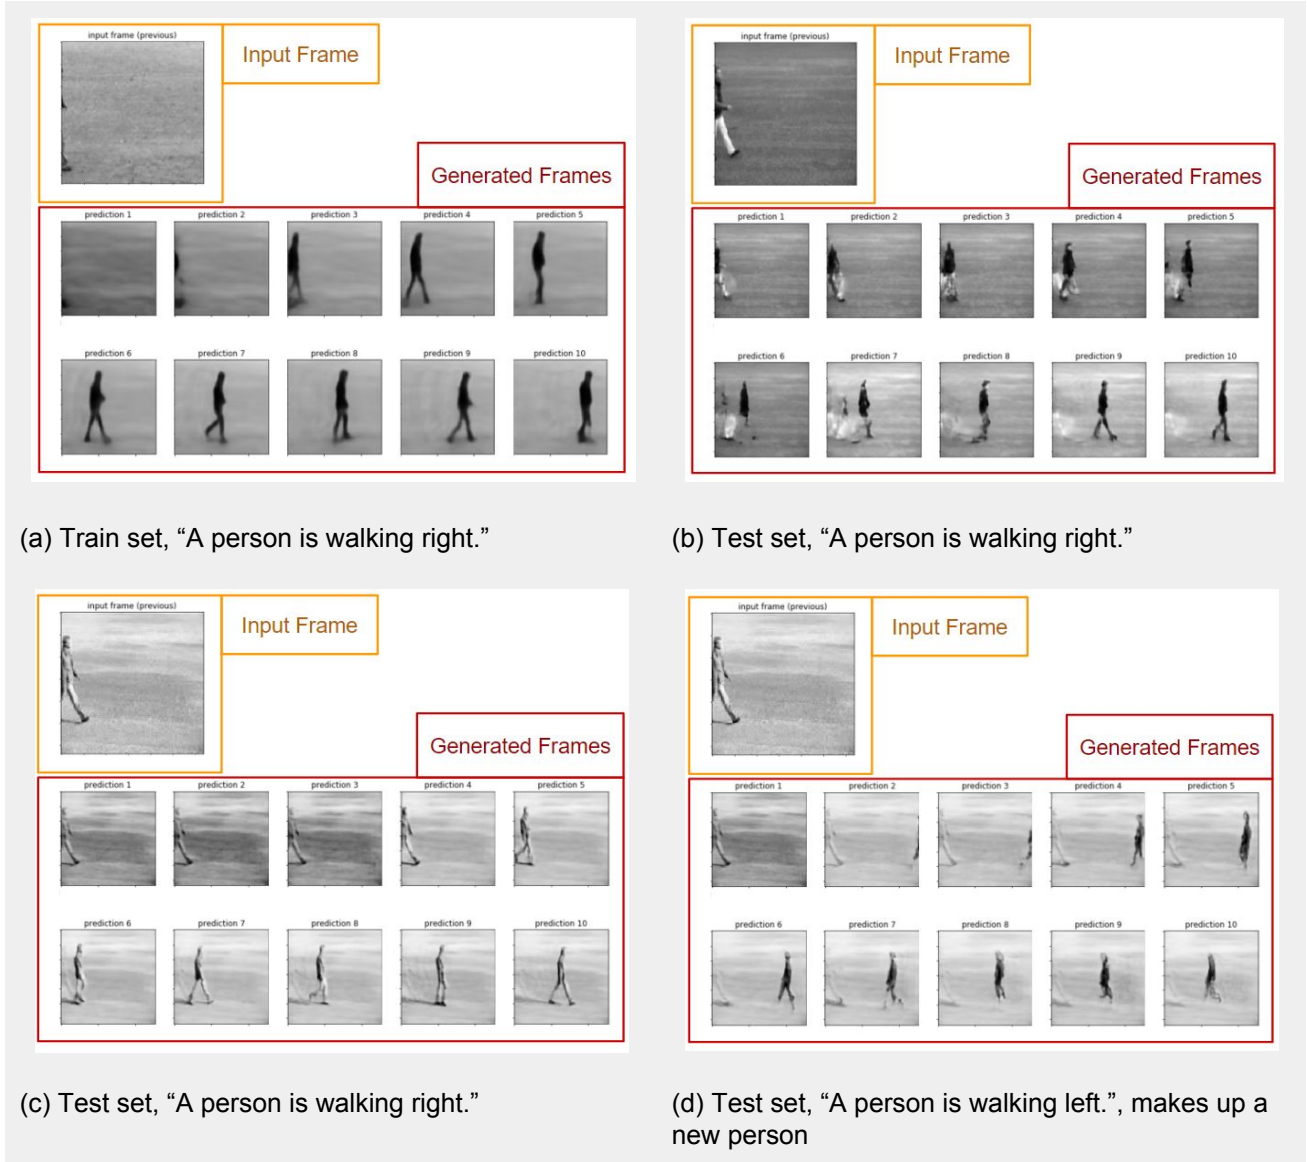 input frame (previous)
Input Frame
Generated Frames
prediction 1
prediction 2
prediction 3
prediction 4
prediction 5
prediction 6
prediction 7
prediction 8
prediction 9
prediction 10
(a) Train set, “A person is walking right.”
input frame (previous)
Input Frame
Generated Frames
prediction 1
prediction 2
prediction 3
prediction 4
prediction 5
prediction 6
prediction 7
prediction 8
prediction 9
prediction 10
(b) Test set, “A person is walking right.”
input frame (previous)
Input Frame
Generated Frames
prediction 1
prediction 2
prediction 3
prediction 4
prediction 5
prediction 6
prediction 7
prediction 8
prediction 9
prediction 10
(c) Test set, “A person is walking right.”
input frame (previous)
Input Frame
Generated Frames
prediction 1
prediction 2
prediction 3
prediction 4
prediction 5
prediction 6
prediction 7
prediction 8
prediction 9
prediction 10
(d) Test set, “A person is walking left.”, makes up a
new person